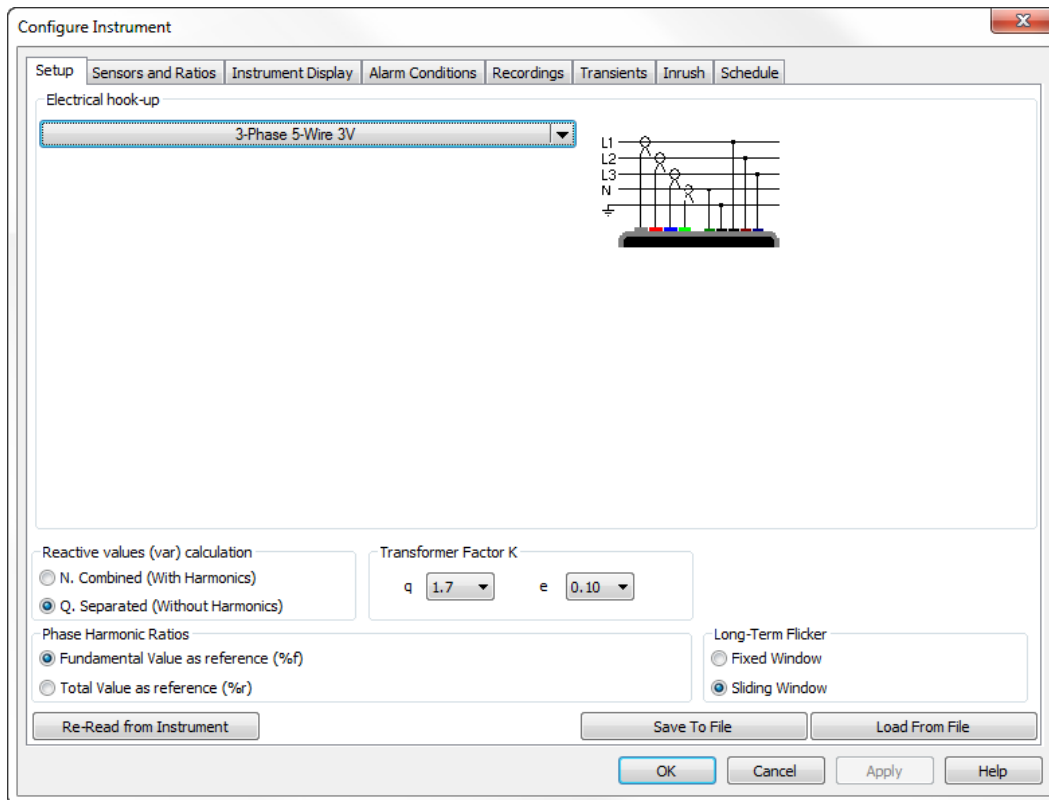 Configure Instrument
Setup Sensors and Ratios Instrument Display Alarm Conditions Recordings Transients Inrush Schedule
Electrical hook-up
3-Phase 5-Wire 3V
L1
L2
L3
N
Reactive values (var) calculation Transformer Factor K
N. Combined (With Harmonics)
q 1.7 e 0.10
Q. Separated (Without Harmonics)
Phase Harmonic Ratios Long-Term Flicker
Fundamental Value as reference (%f) Fixed Window
Total Value as reference (%r) Sliding Window
Re-Read from Instrument Save To File Load From File
OK Cancel Apply Help